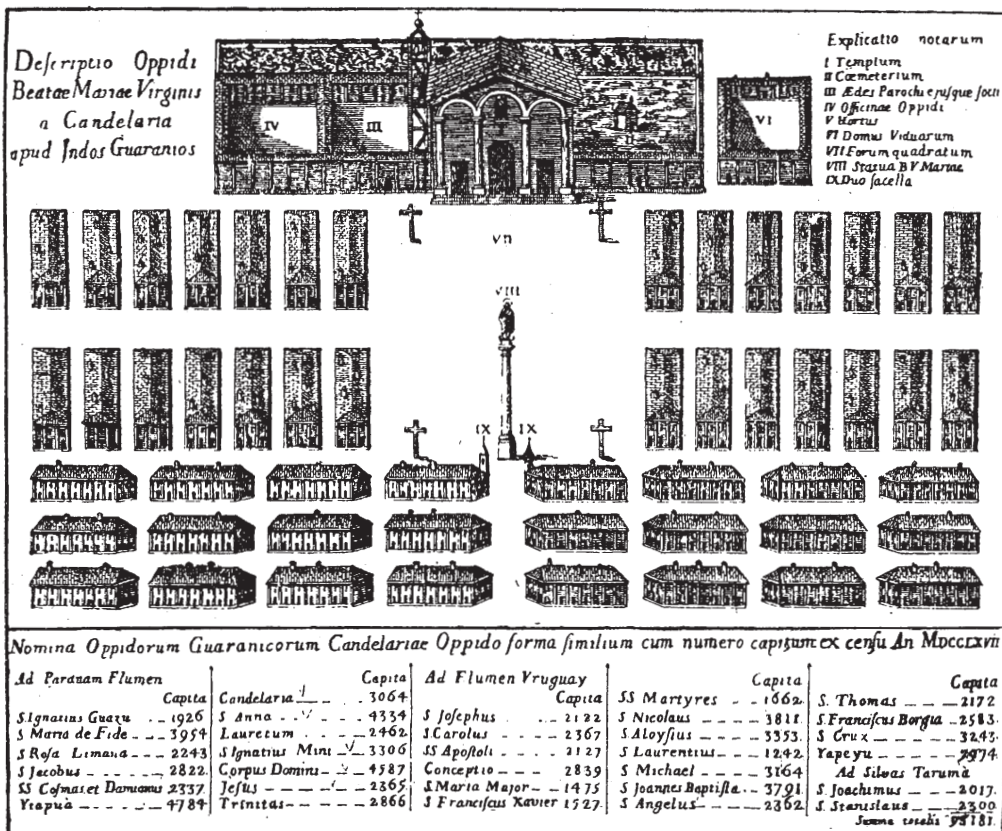 Deſcriptio Oppidi
Beatae Mariae Virginis
a Candelaria
apud Indos Guaranios
Explicatio notarum
I Templum
II Cœmeterium
III Ædes Parochi ejuſque ſocii
IV Officinae Oppidi
V Hortus
VI Domus Viduarum
VII Forum quadratum
VIII Statua B V Mariae
IX Duo ſacella
IV
III
VI
VII
VIII
IX
IX
Nomina Oppidorum Guaranicorum Candelariae Oppido forma ſimilium cum numero capitum ex cenſu An MDCCLXVII
Ad Paranam Flumen
Capita
S. Ignatius Guazu 1926
S Maria de Fide 3954
S Roſa Limana 2243
S Jacobus 2822
SS Coſmas et Damianus 2337
Ytapuà 4784
Capita
Candelaria 3064
S Anna 4334
Lauretum 2462
S Ignatius Mini 3306
Corpus Domini 4587
Jeſus 2365
Trinitas 2866
Ad Flumen Vruguay
Capita
S Joſephus 2122
S. Carolus 2367
SS Apoſtoli 2127
Conceptio 2839
S Maria Major 1475
S Franciſcus Xavier 1527
Capita
SS Martyres 1662
S Nicolaus 3811
S Aloyſius 3353
S Laurentius 1242
S Michael 3164
S Joannes Baptiſta 3791
S Angelus 2362
Capita
S. Thomas 2172
S. Franciſcus Borgia 2583
S Crux 3243
Yapeyu 7974
Ad Silvas Tarumà
S. Joachimus 2017
S. Stanislaus 2300
Summa totalis 93181